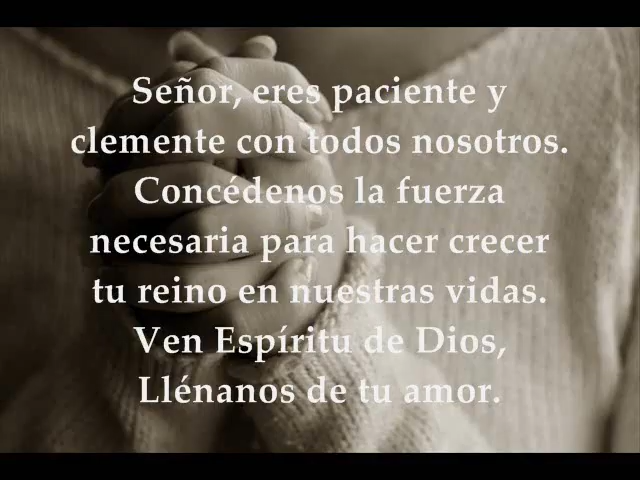 Señor, eres paciente y
clemente con todos nosotros.
Concédenos la fuerza
necesaria para hacer crecer
tu reino en nuestras vidas.
Ven Espíritu de Dios,
Llénanos de tu amor.